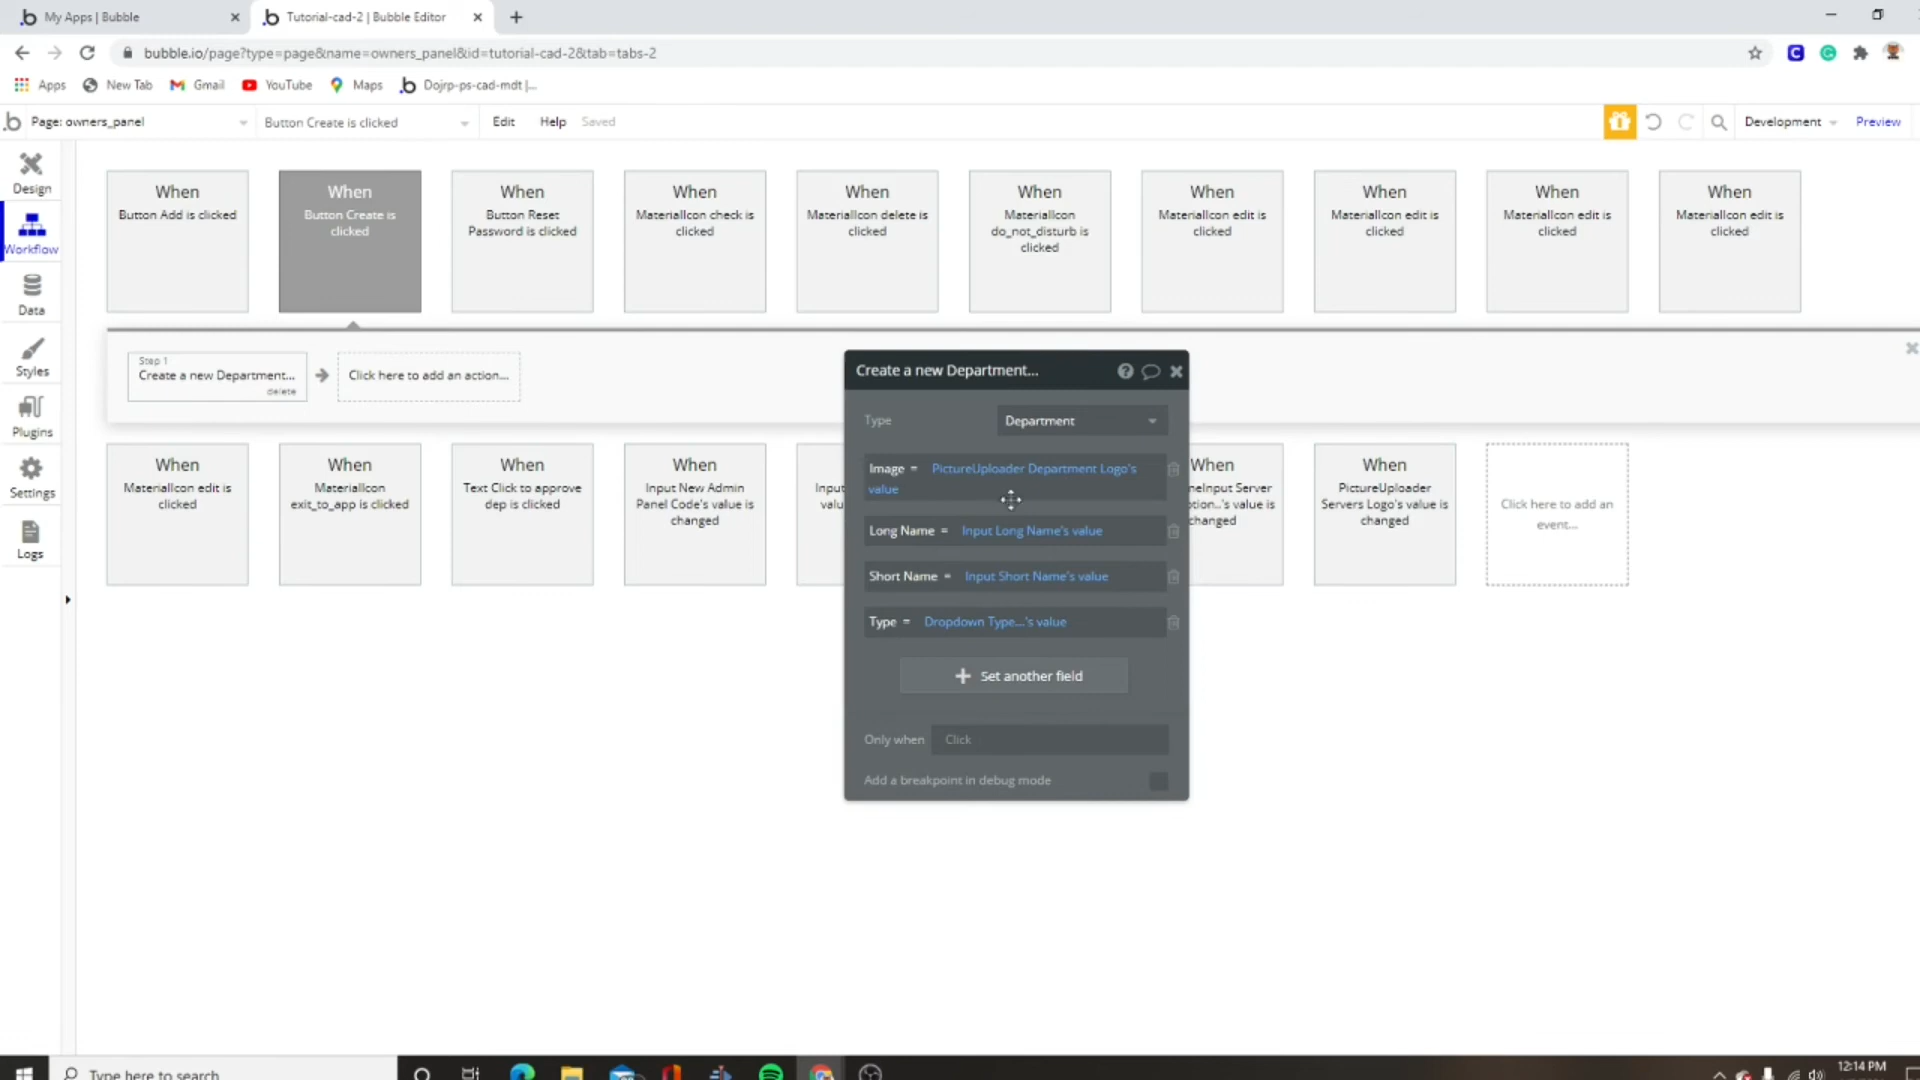 My Apps | Bubble
Tutorial-cad-2 | Bubble Editor
bubble.io/page?type=page&name=owners_panel&id=tutorial-cad-2&tab=tabs-2
Apps
New Tab
Gmail
YouTube
Maps
Dojrp-ps-cad-mdt |...
Page: owners_panel
Button Create is clicked
Edit
Help
Saved
Development
Preview
Design
Workflow
Data
Styles
Plugins
Settings
Logs
When
Button Add is clicked
When
Button Create is
clicked
When
Button Reset
Password is clicked
When
MaterialIcon check is
clicked
When
MaterialIcon delete is
clicked
When
MaterialIcon
do_not_disturb is
clicked
When
MaterialIcon edit is
clicked
When
MaterialIcon edit is
clicked
When
MaterialIcon edit is
clicked
When
MaterialIcon edit is
clicked
Step 1
Create a new Department...
delete
Click here to add an action...
When
MaterialIcon edit is
clicked
When
MaterialIcon
exit_to_app is clicked
When
Text Click to approve
dep is clicked
When
Input New Admin
Panel Code's value is
changed
Input
valu
Create a new Department...
Type
Department
Image = PictureUploader Department Logo's
value
Long Name = Input Long Name's value
Short Name = Input Short Name's value
Type = Dropdown Type...'s value
Set another field
Only when
Click
Add a breakpoint in debug mode
When
neInput Server
tion..'s value is
changed
When
PictureUploader
Servers Logo's value is
changed
Click here to add an
event...
Type here to search
12:14 PM